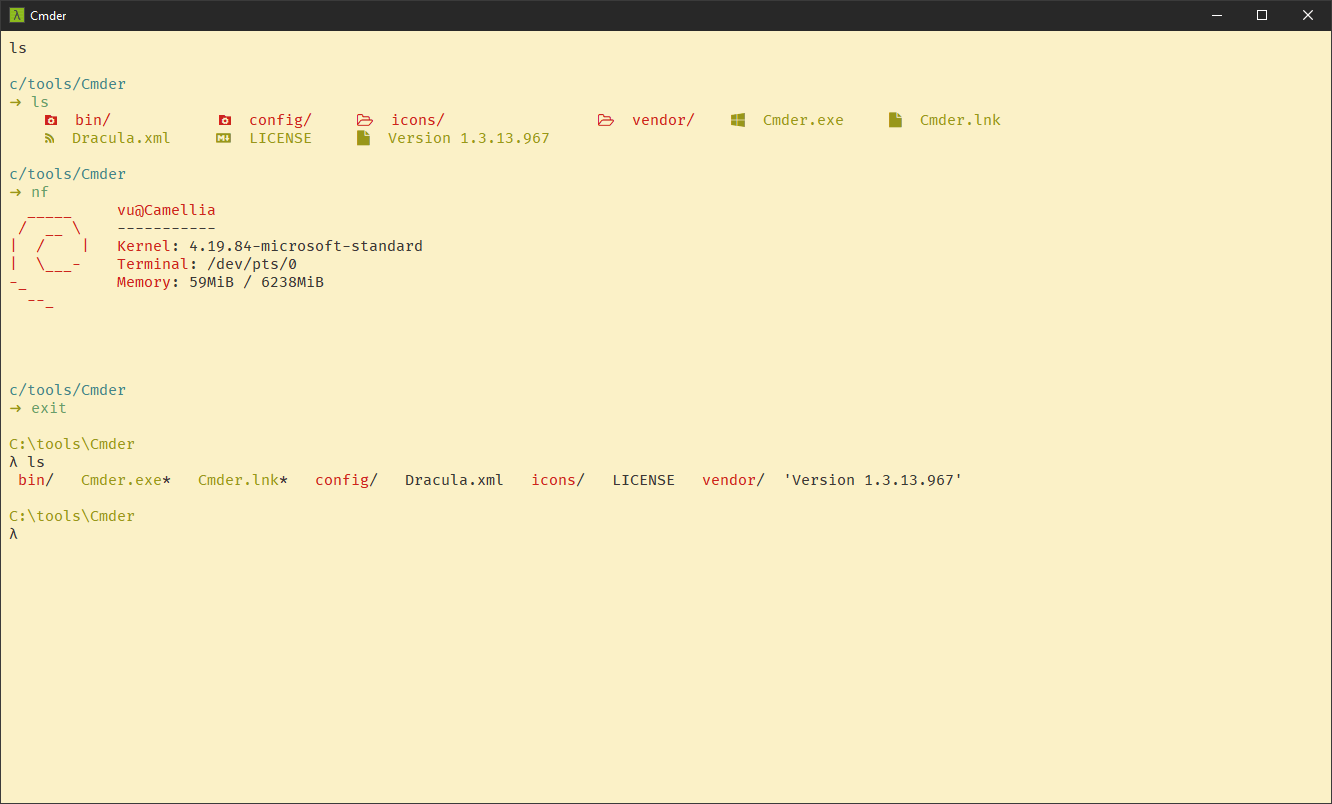 λ Cmder
ls
c/tools/Cmder
➜ ls
bin/ config/ icons/ vendor/ Cmder.exe Cmder.lnk
Dracula.xml LICENSE Version 1.3.13.967
c/tools/Cmder
➜ nf
  _____     vu@Camellia
 /  __ \    -----------
|  /    |   Kernel: 4.19.84-microsoft-standard
|  \___-    Terminal: /dev/pts/0
-_          Memory: 59MiB / 6238MiB
  --_
c/tools/Cmder
➜ exit
C:\tools\Cmder
λ ls
bin/ Cmder.exe* Cmder.lnk* config/ Dracula.xml icons/ LICENSE vendor/ 'Version 1.3.13.967'
C:\tools\Cmder
λ